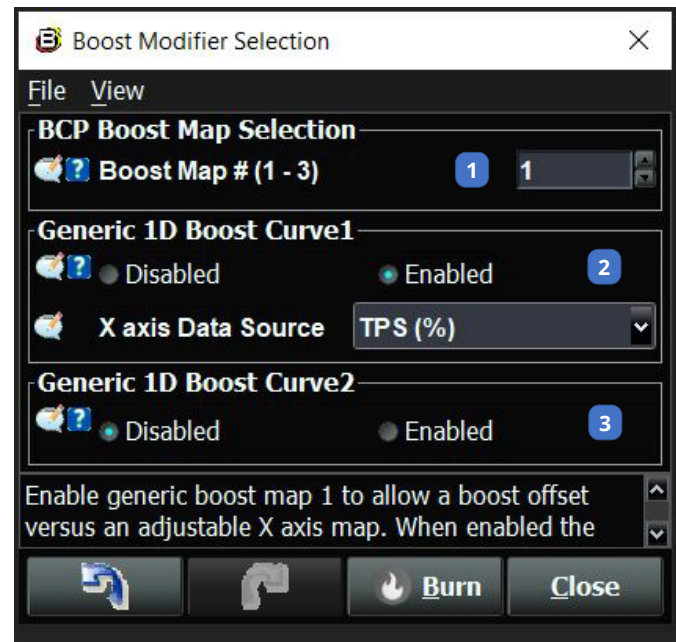 B Boost Modifier Selection
File View
BCP Boost Map Selection
? Boost Map # (1 - 3) 1 1
Generic 1D Boost Curve1
? Disabled Enabled 2
X axis Data Source TPS (%)
Generic 1D Boost Curve2
? Disabled Enabled 3
Enable generic boost map 1 to allow a boost offset
versus an adjustable X axis map. When enabled the
Burn Close